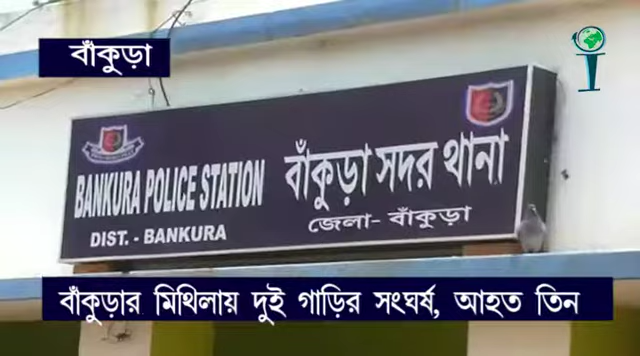 বাঁকুড়া
BANKURA POLICE STATION
DIST. - BANKURA
বাঁকুড়া সদর থানা
জেলা- বাঁকুড়া
বাঁকুড়ার মিথিলায় দুই গাড়ির সংঘর্ষ, আহত তিন